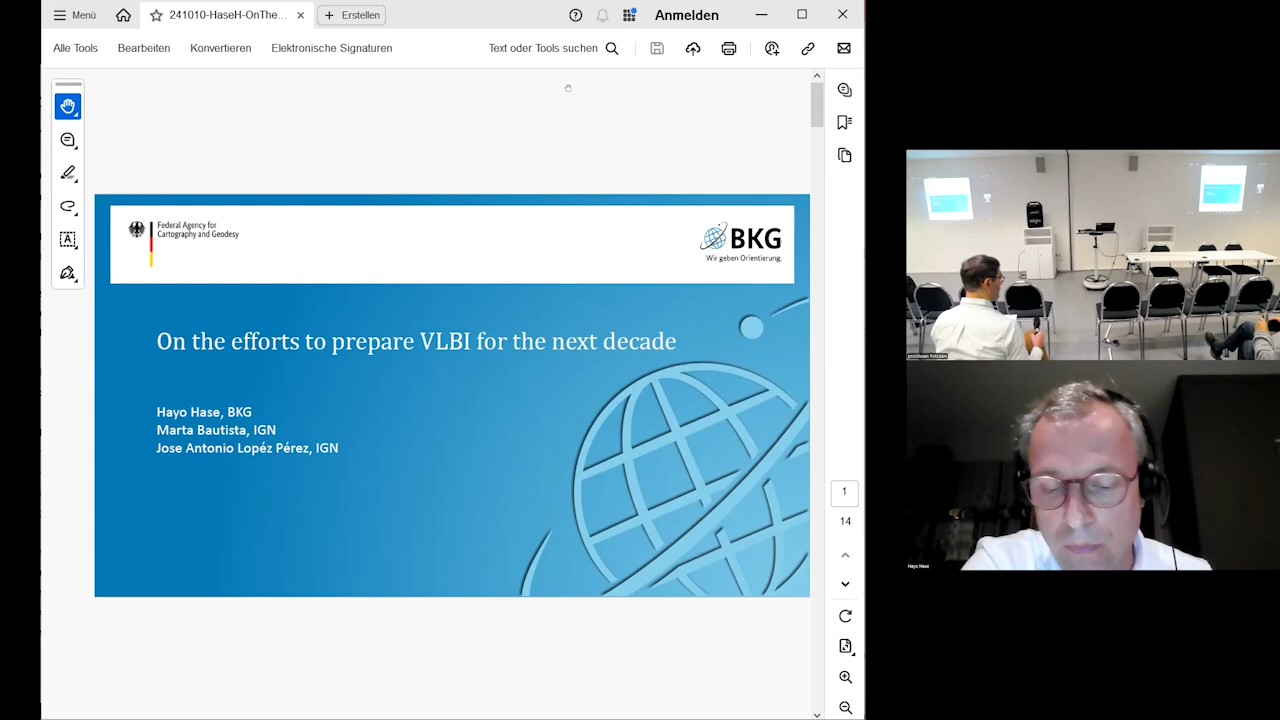 Menü
241010-HaseH-OnThe...
Erstellen
Anmelden
Alle Tools
Bearbeiten
Konvertieren
Elektronische Signaturen
Text oder Tools suchen
Federal Agency for
Cartography and Geodesy
BKG
Wir geben Orientierung.
On the efforts to prepare VLBI for the next decade
Hayo Hase, BKG
Marta Bautista, IGN
Jose Antonio Lopéz Pérez, IGN
1
14
Hayo Hase